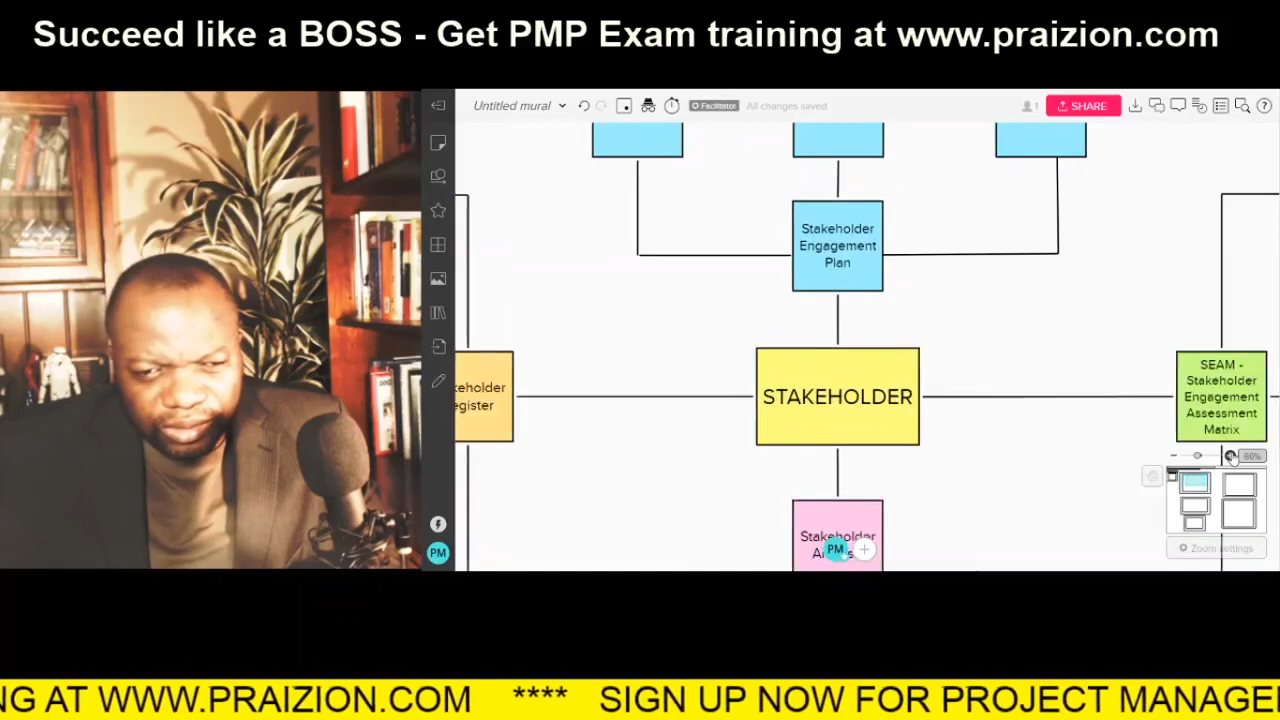 Succeed like a BOSS - Get PMP Exam training at www.praizion.com
Untitled mural
Facilitator
All changes saved
SHARE
Stakeholder
Engagement
Plan
keholder
egister
STAKEHOLDER
SEAM -
Stakeholder
Engagement
Assessment
Matrix
60%
Stakeholder
PM
Zoom settings
PM
NG AT WWW.PRAIZION.COM **** SIGN UP NOW FOR PROJECT MANAGE